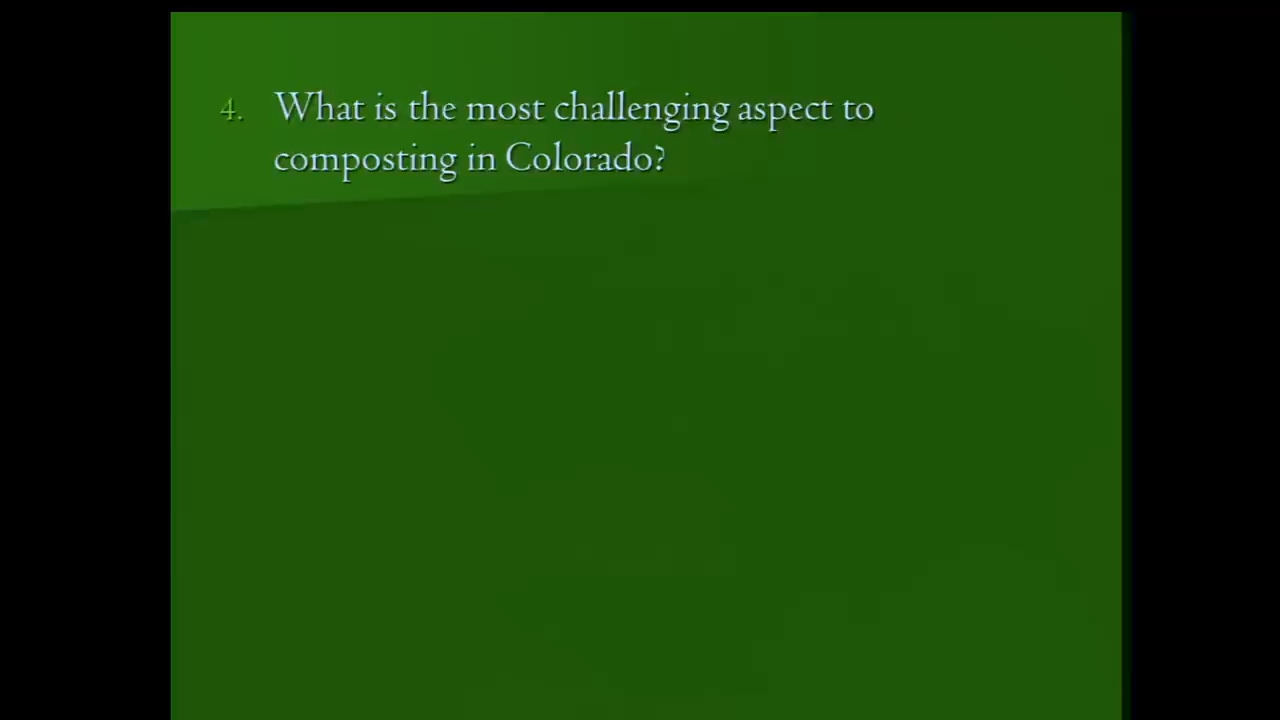 4. What is the most challenging aspect to
composting in Colorado?